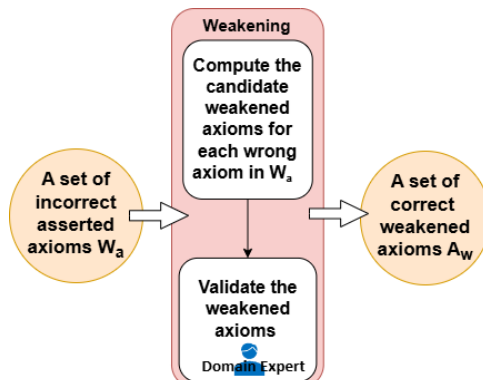 Weakening
Compute the
candidate
weakened
axioms for
each wrong
axiom in Wa
A set of
incorrect
asserted
axioms Wa
A set of
correct
weakened
axioms Aw
Validate the
weakened
axioms
Domain Expert